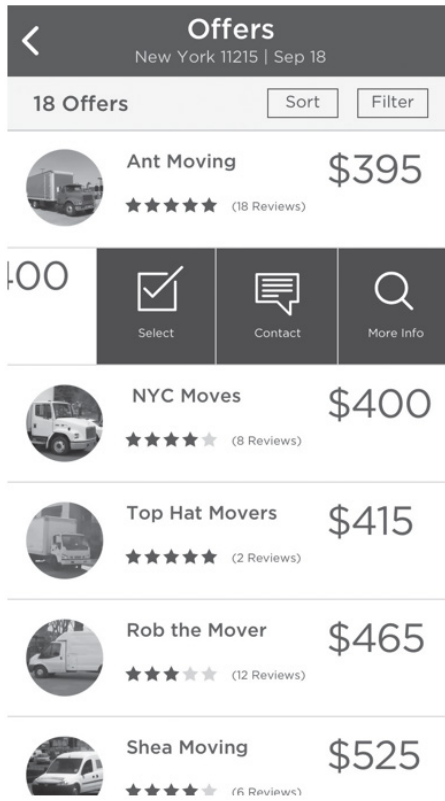 Offers
New York 11215 | Sep 18
18 Offers
Sort
Filter
Ant Moving
$395
(18 Reviews)
400
Select
Contact
More Info
NYC Moves
$400
(8 Reviews)
Top Hat Movers
$415
(2 Reviews)
Rob the Mover
$465
(12 Reviews)
Shea Moving
$525
(6 Reviews)